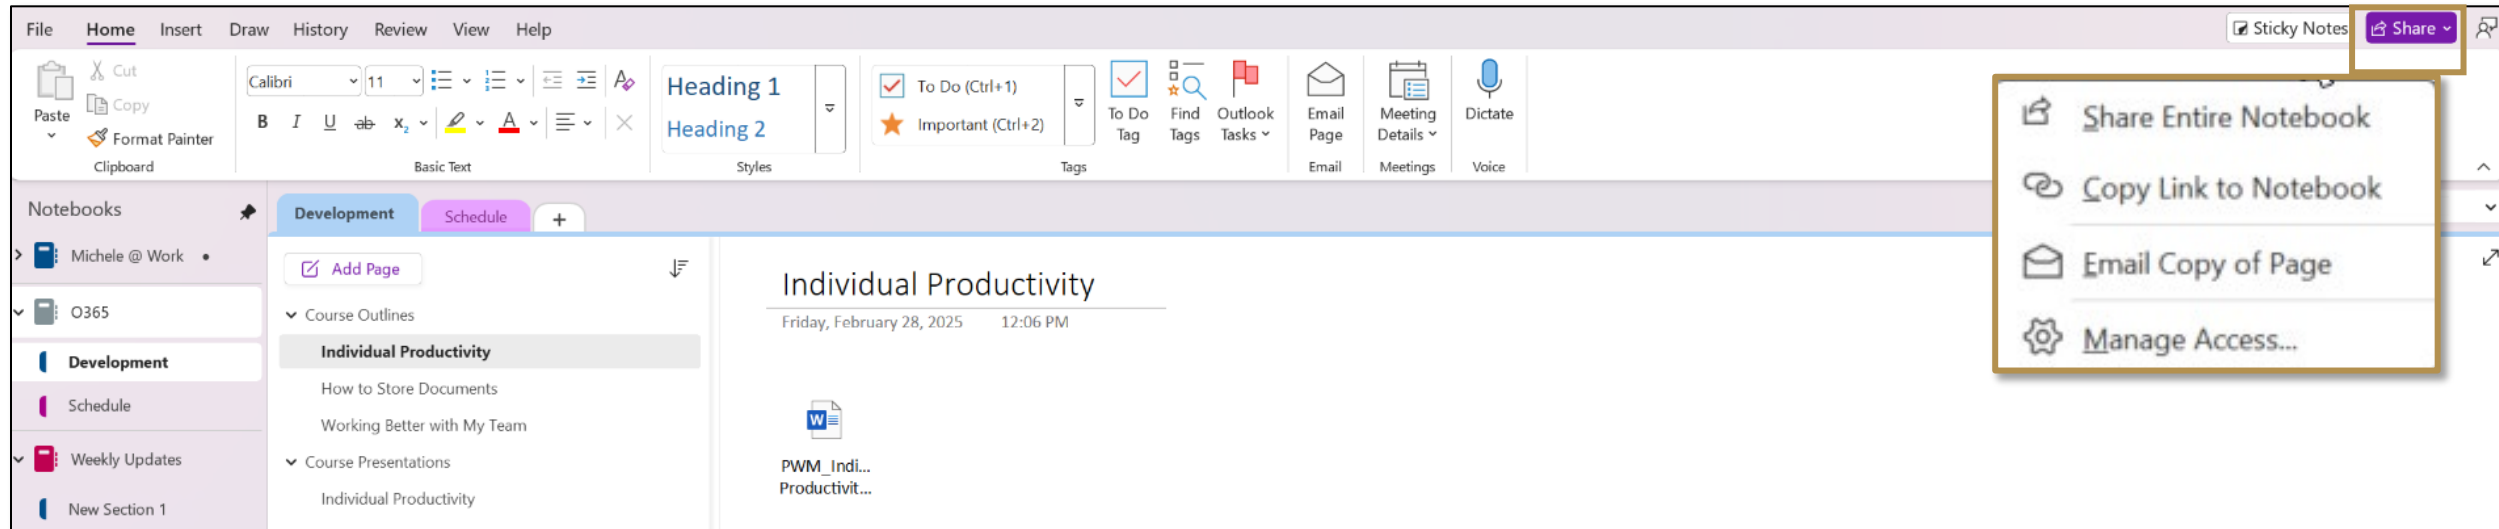 File Home Insert Draw History Review View Help
Sticky Notes Share
Paste
Cut
Copy
Format Painter
Clipboard
Calibri 11
B I U ab x₂ A A
Basic Text
Heading 1
Heading 2
Styles
To Do (Ctrl+1)
Important (Ctrl+2)
To Do
Tag
Find
Tags
Outlook
Tasks
Tags
Email
Page
Email
Meeting
Details
Meetings
Dictate
Voice
Share Entire Notebook
Copy Link to Notebook
Email Copy of Page
Manage Access...
Notebooks
Michele @ Work
O365
Development
Schedule
Weekly Updates
New Section 1
Development Schedule +
Add Page
Course Outlines
Individual Productivity
How to Store Documents
Working Better with My Team
Course Presentations
Individual Productivity
Individual Productivity
Friday, February 28, 2025 12:06 PM
W
PWM_Indi...
Productivit...